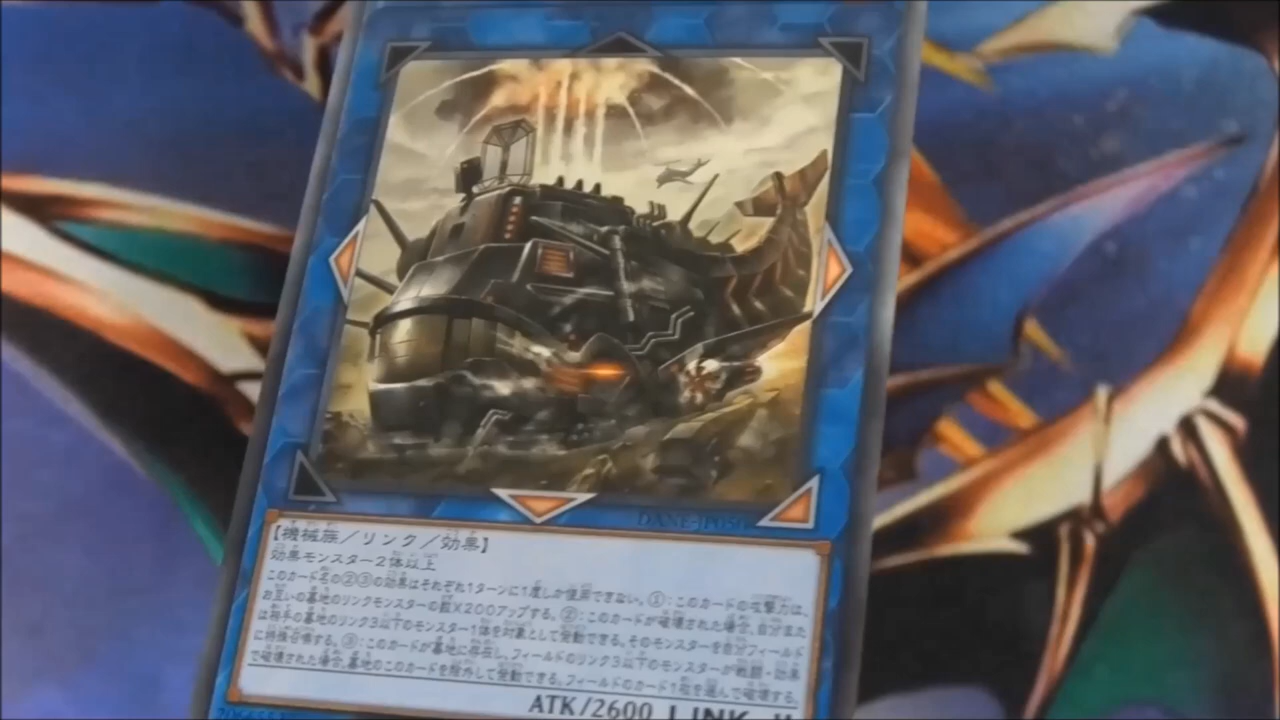 DANE-JP050
【機械族／リンク／効果】
効果モンスター2体以上
このカード名の②③の効果はそれぞれ1ターンに1度しか使用できない。①：このカードの攻撃力は、
お互いの墓地のリンクモンスターの数×200アップする。②：このカードが破壊された場合、自分また
は相手の墓地のリンク3以下のモンスター1体を対象として発動できる。そのモンスターを自分フィールド
に特殊召喚する。③：このカードが墓地に存在し、フィールドのリンク3以下のモンスターが戦闘・効果
で破壊された場合、墓地のこのカードを除外して発動できる。フィールドのカード1枚を選んで破壊する。
ATK/2600 LINK-4